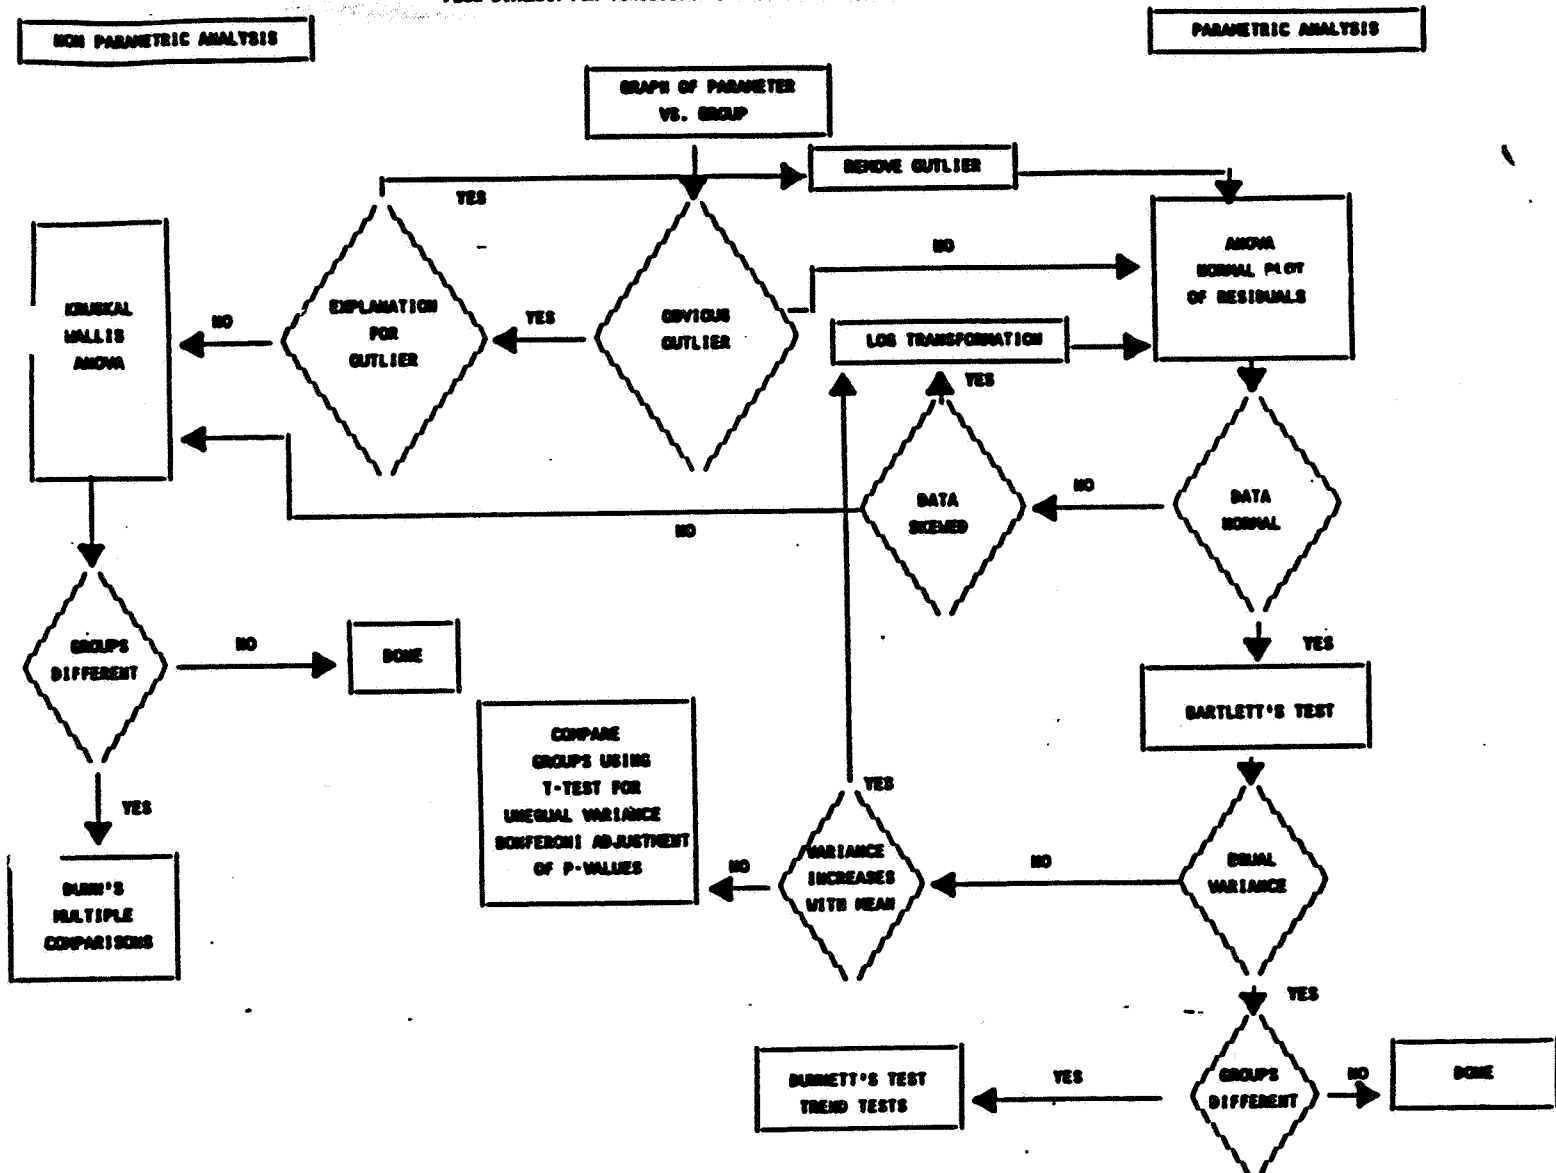 NON PARAMETRIC ANALYSIS
PARAMETRIC ANALYSIS
GRAPH OF PARAMETER
VS. GROUP
REMOVE OUTLIER
YES
ANOVA
NORMAL PLOT
OF RESIDUALS
NO
KRUSKAL
WALLIS
ANOVA
NO
EXPLANATION
FOR
OUTLIER
YES
OBVIOUS
OUTLIER
LOG TRANSFORMATION
YES
DATA
SKEWED
NO
DATA
NORMAL
NO
GROUPS
DIFFERENT
NO
DONE
YES
BARTLETT'S TEST
COMPARE
GROUPS USING
T-TEST FOR
UNEQUAL VARIANCE
BONFERONI ADJUSTMENT
OF P-VALUES
YES
YES
DUNN'S
MULTIPLE
COMPARISONS
NO
VARIANCE
INCREASES
WITH MEAN
NO
EQUAL
VARIANCE
YES
DUNNETT'S TEST
TREND TESTS
YES
GROUPS
DIFFERENT
NO
DONE